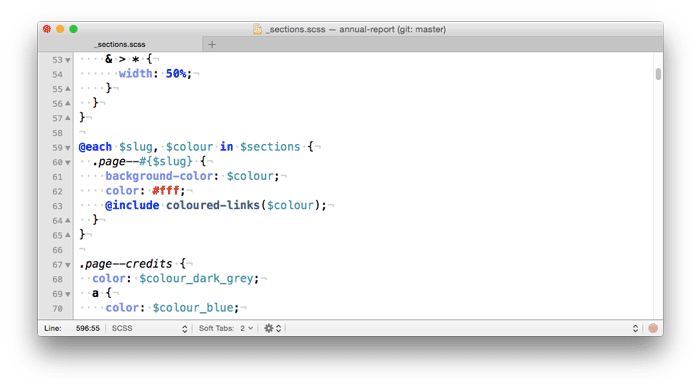 _sections.scss — annual-report (git: master)
_sections.scss
53 & > * {
54 width: 50%;
55 }
56 }
57 }
58
59 @each $slug, $colour in $sections {
60 .page--#{$slug} {
61 background-color: $colour;
62 color: #fff;
63 @include coloured-links($colour);
64 }
65 }
66
67 .page--credits {
68 color: $colour_dark_grey;
69 a {
70 color: $colour_blue;
Line: 596:55 SCSS Soft Tabs: 2